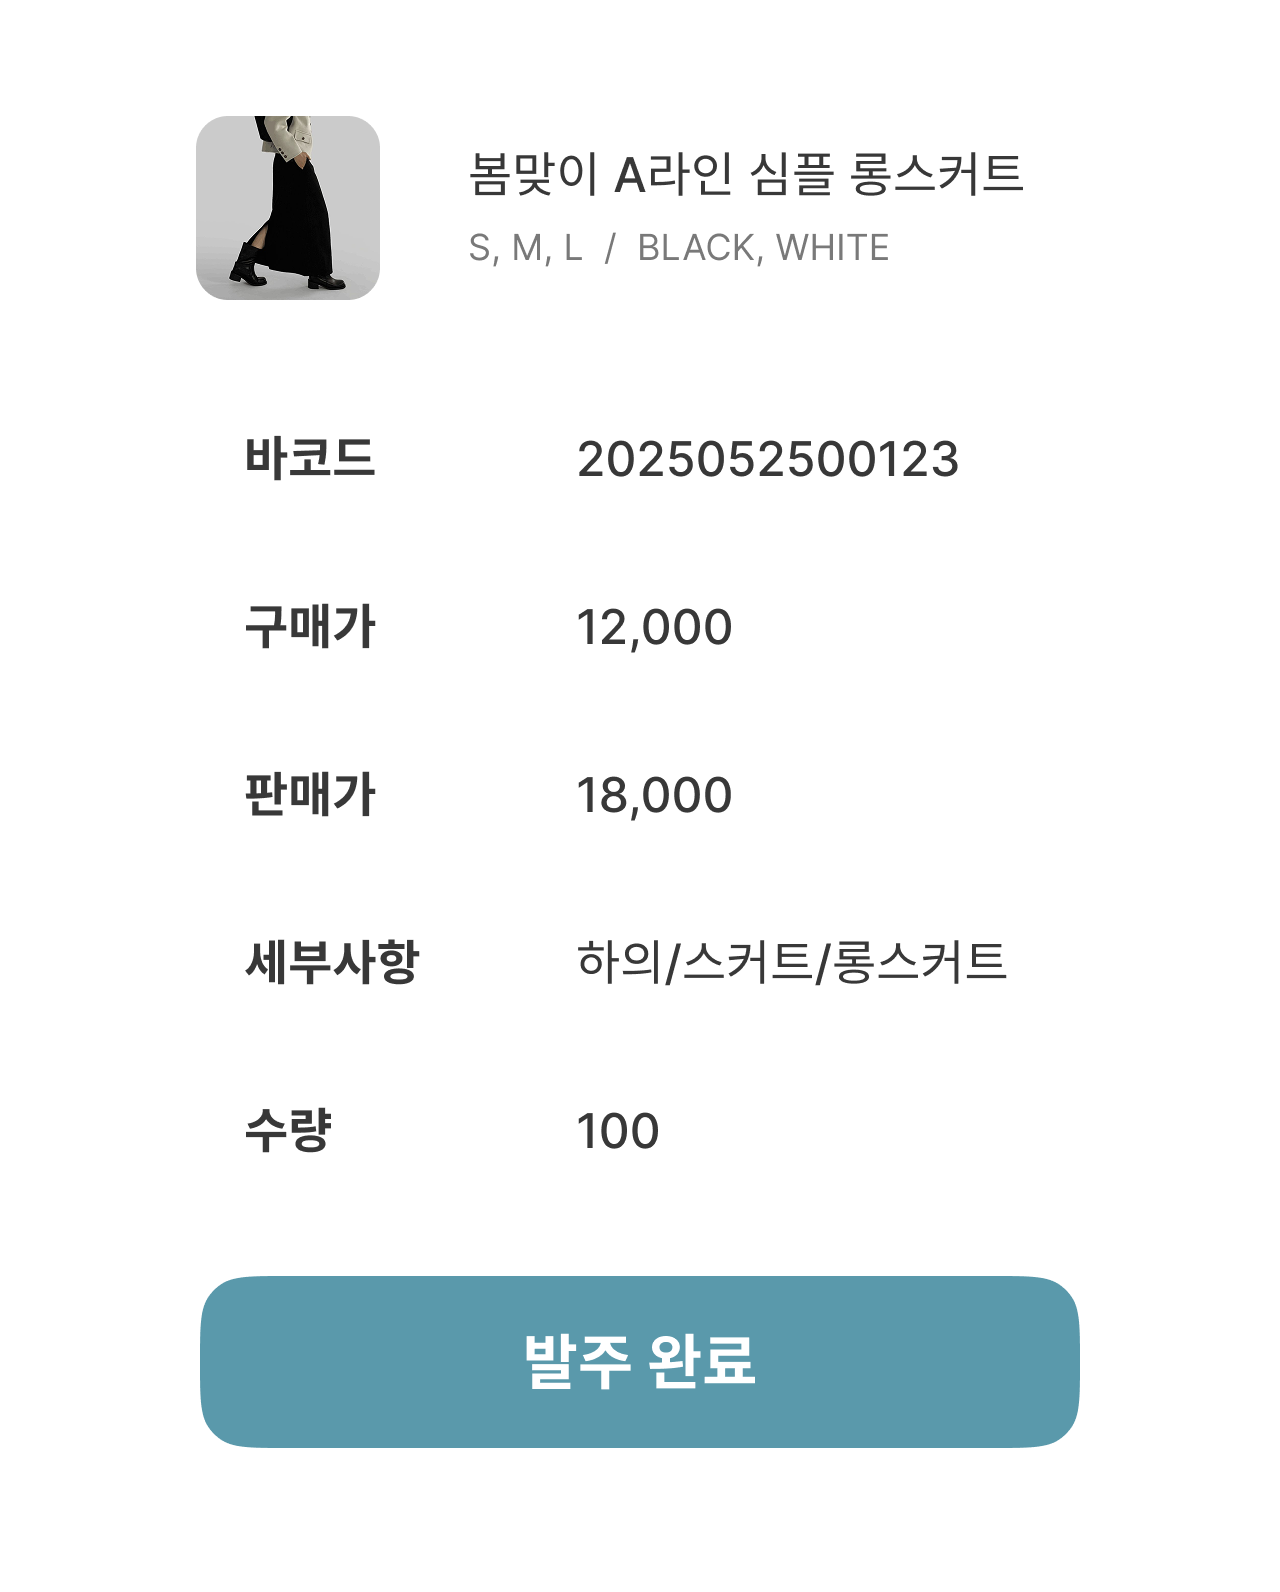 봄맞이 A라인 심플 롱스커트
S, M, L / BLACK, WHITE
바코드 2025052500123
구매가 12,000
판매가 18,000
세부사항 하의/스커트/롱스커트
수량 100
발주 완료